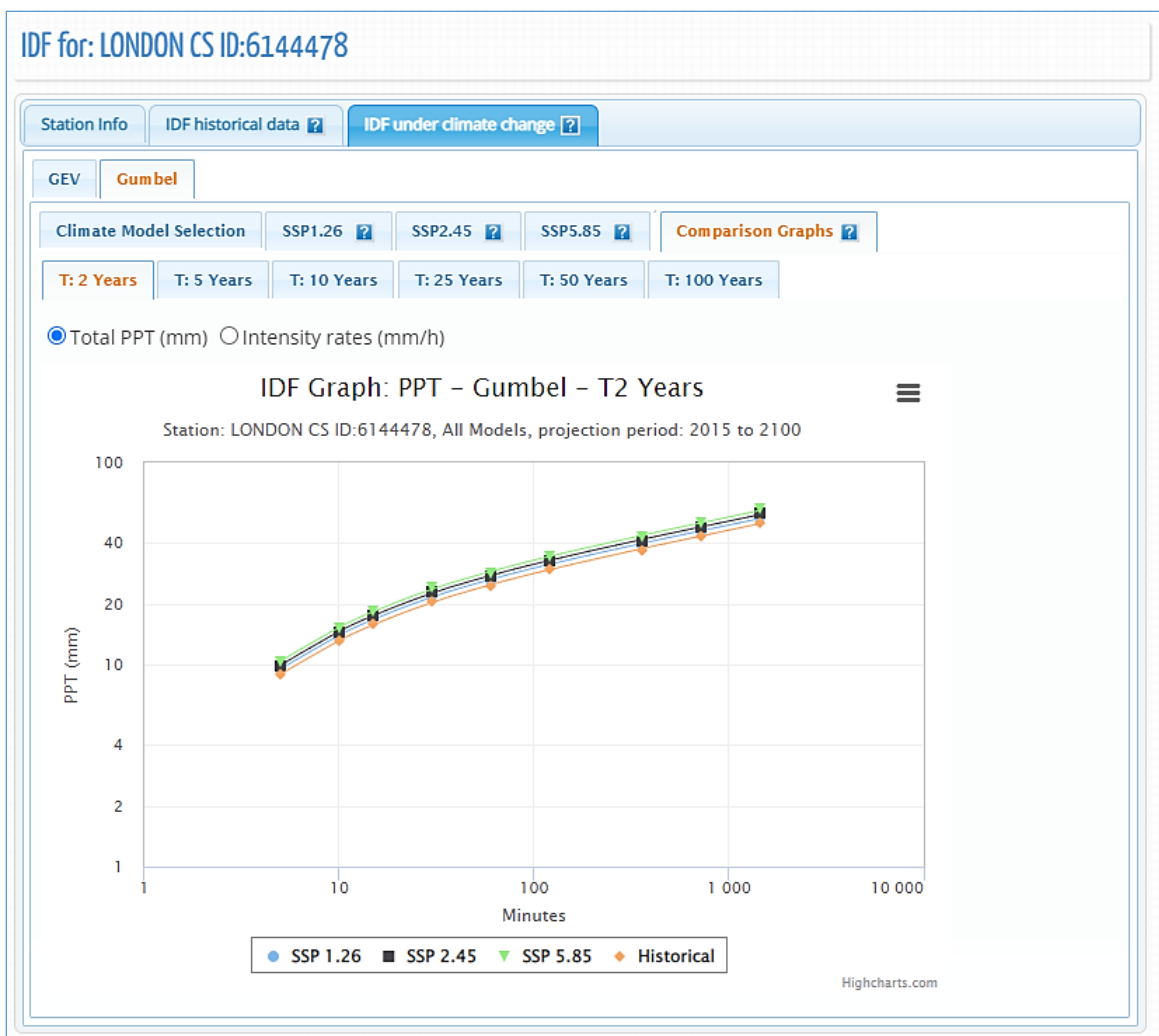 IDF for: LONDON CS ID:6144478
Station Info IDF historical data ? IDF under climate change ?
GEV Gumbel
Climate Model Selection SSP1.26 ? SSP2.45 ? SSP5.85 ? Comparison Graphs ?
T: 2 Years T: 5 Years T: 10 Years T: 25 Years T: 50 Years T: 100 Years
Total PPT (mm) Intensity rates (mm/h)
IDF Graph: PPT – Gumbel – T2 Years
Station: LONDON CS ID:6144478, All Models, projection period: 2015 to 2100
PPT (mm)
100
40
20
10
4
2
1
1 10 100 1 000 10 000
Minutes
SSP 1.26 SSP 2.45 SSP 5.85 Historical
Highcharts.com